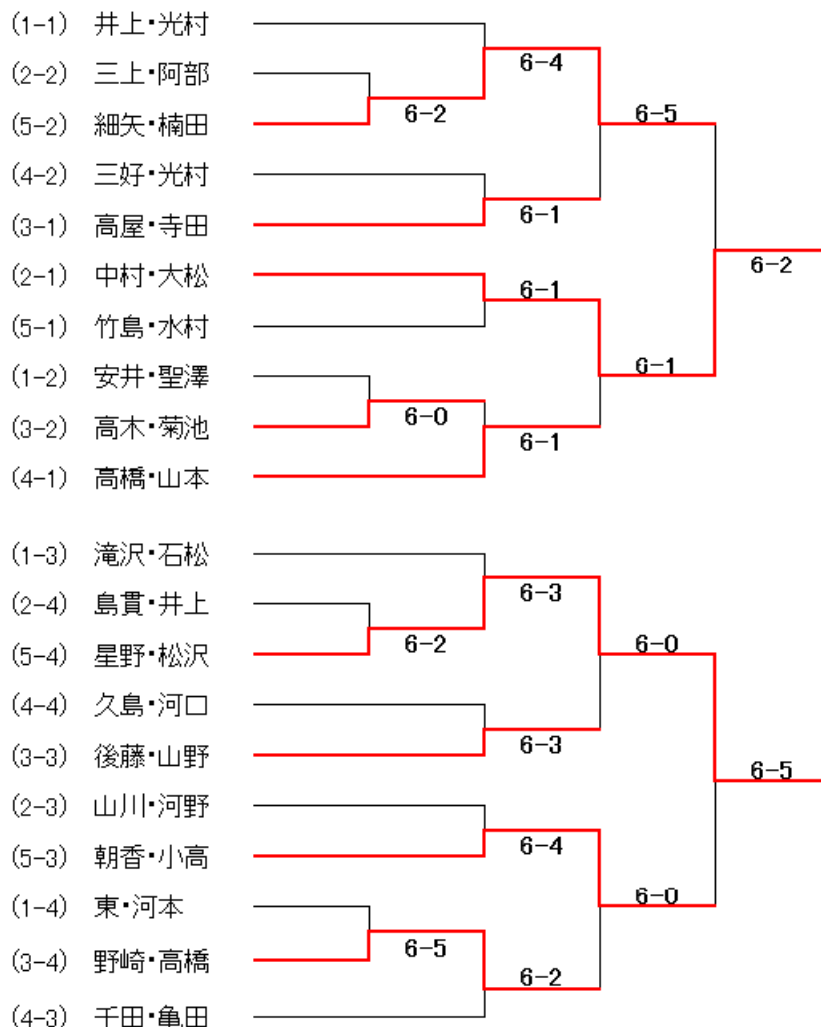 (1-1) 井上・光村
6-4
(2-2) 三上・阿部
6-2
6-5
(5-2) 細矢・楠田
(4-2) 三好・光村
6-1
(3-1) 高屋・寺田
6-2
(2-1) 中村・大松
6-1
(5-1) 竹島・水村
6-1
(1-2) 安井・聖澤
6-0
(3-2) 高木・菊池
6-1
(4-1) 高橋・山本
(1-3) 滝沢・石松
6-3
(2-4) 島貫・井上
6-2
6-0
(5-4) 星野・松沢
(4-4) 久島・河口
6-3
(3-3) 後藤・山野
6-5
(2-3) 山川・河野
6-4
(5-3) 朝香・小高
6-0
(1-4) 東・河本
6-5
(3-4) 野崎・高橋
6-2
(4-3) 千田・亀田